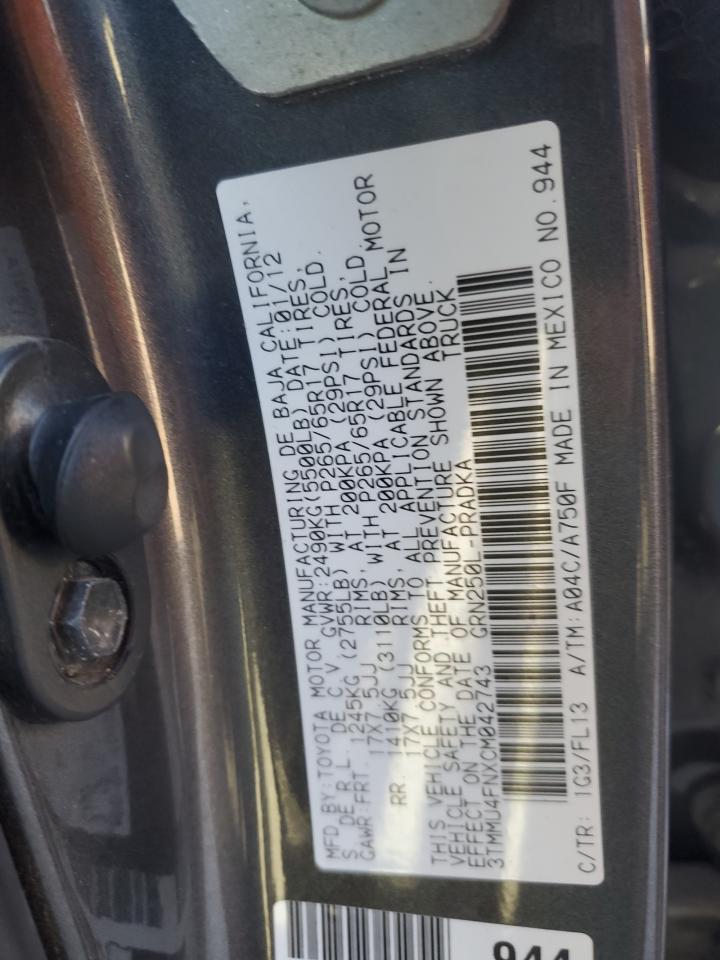 MFD BY:TOYOTA MOTOR MANUFACTURING DE BAJA CALIFORNIA,
S DE R.L. DE C.V. GVWR:2490KG(5500LB) DATE:01/12
GAWR:FRT. 1245KG (2755LB) WITH P265/65R17 TIRES,
17X7.5JJ RIMS, AT 200KPA (29PSI) COLD.
RR. 1410KG (3110LB) WITH P265/65R17 TIRES,
17X7.5JJ RIMS, AT 200KPA (29PSI) COLD.
THIS VEHICLE CONFORMS TO ALL APPLICABLE FEDERAL MOTOR
VEHICLE SAFETY AND THEFT PREVENTION STANDARDS IN
EFFECT ON THE DATE OF MANUFACTURE SHOWN ABOVE.
3TMMU4FNXCM042743 GRN250L-PRADKA TRUCK
C/TR: 1G3/FL13 A/TM:A04C/A750F MADE IN MEXICO NO.944
944